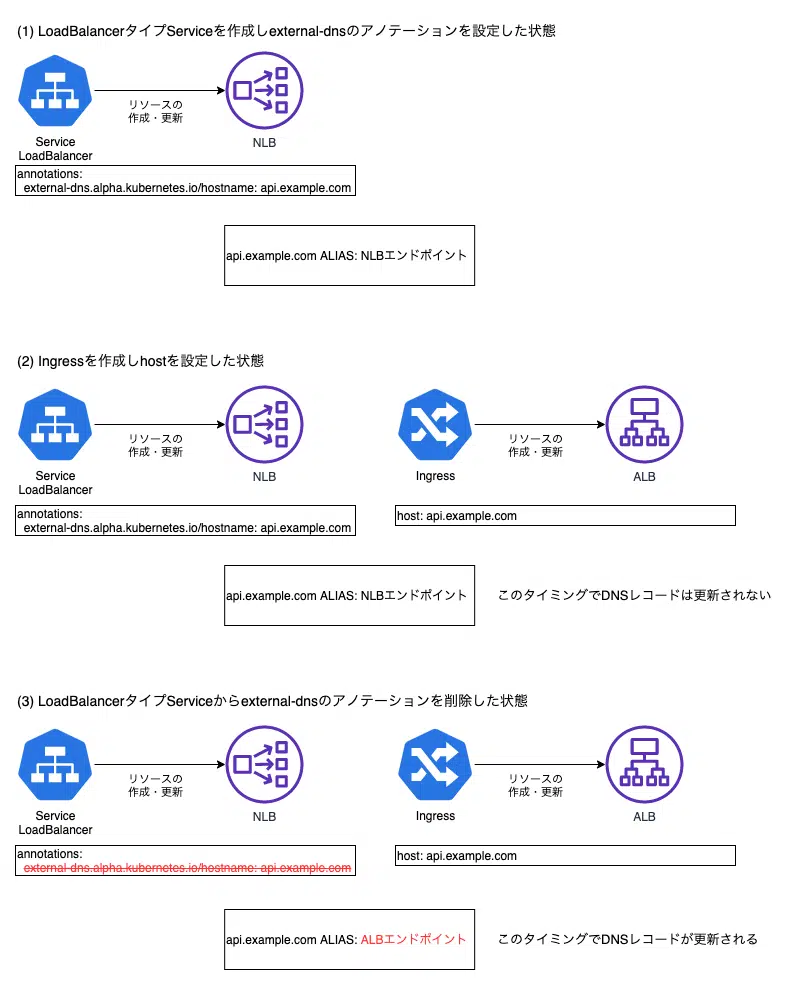 (1) LoadBalancerタイプServiceを作成しexternal-dnsのアノテーションを設定した状態
リソースの
作成・更新
Service
LoadBalancer
NLB
annotations:
external-dns.alpha.kubernetes.io/hostname: api.example.com
api.example.com ALIAS: NLBエンドポイント
(2) Ingressを作成しhostを設定した状態
リソースの
作成・更新
Service
LoadBalancer
NLB
リソースの
作成・更新
Ingress
ALB
annotations:
external-dns.alpha.kubernetes.io/hostname: api.example.com
host: api.example.com
api.example.com ALIAS: NLBエンドポイント
このタイミングでDNSレコードは更新されない
(3) LoadBalancerタイプServiceからexternal-dnsのアノテーションを削除した状態
リソースの
作成・更新
Service
LoadBalancer
NLB
リソースの
作成・更新
Ingress
ALB
annotations:
external-dns.alpha.kubernetes.io/hostname: api.example.com
host: api.example.com
api.example.com ALIAS: ALBエンドポイント
このタイミングでDNSレコードが更新される